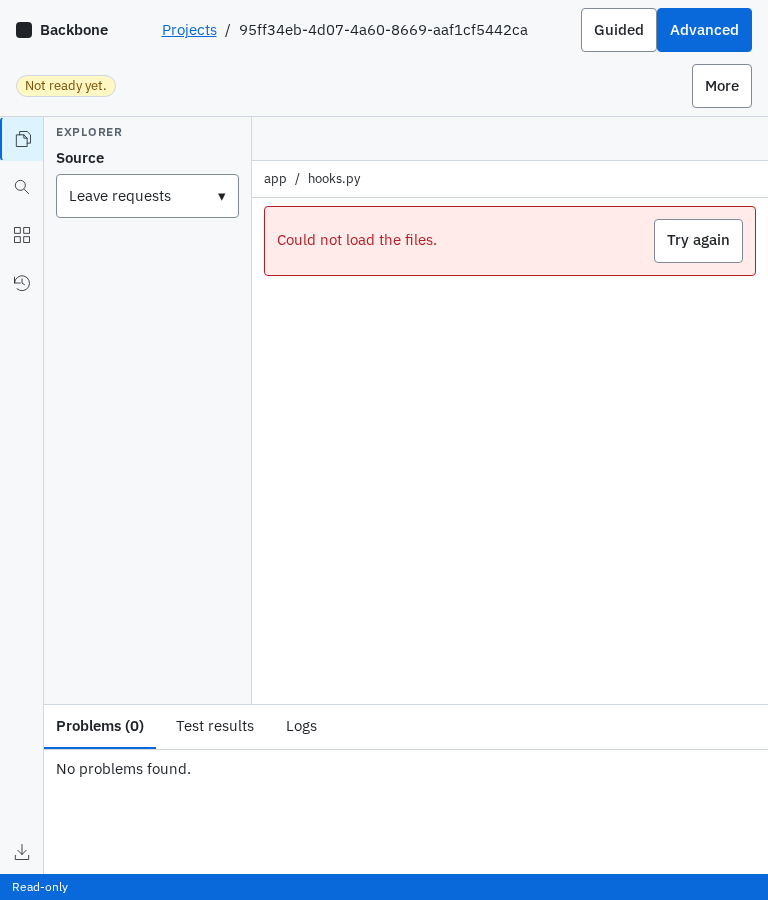 Backbone
Projects / 95ff34eb-4d07-4a60-8669-aaf1cf5442ca
Guided
Advanced
Not ready yet.
More
EXPLORER
Source
Leave requests
app / hooks.py
Could not load the files.
Try again
Problems (0)
Test results
Logs
No problems found.
Read-only